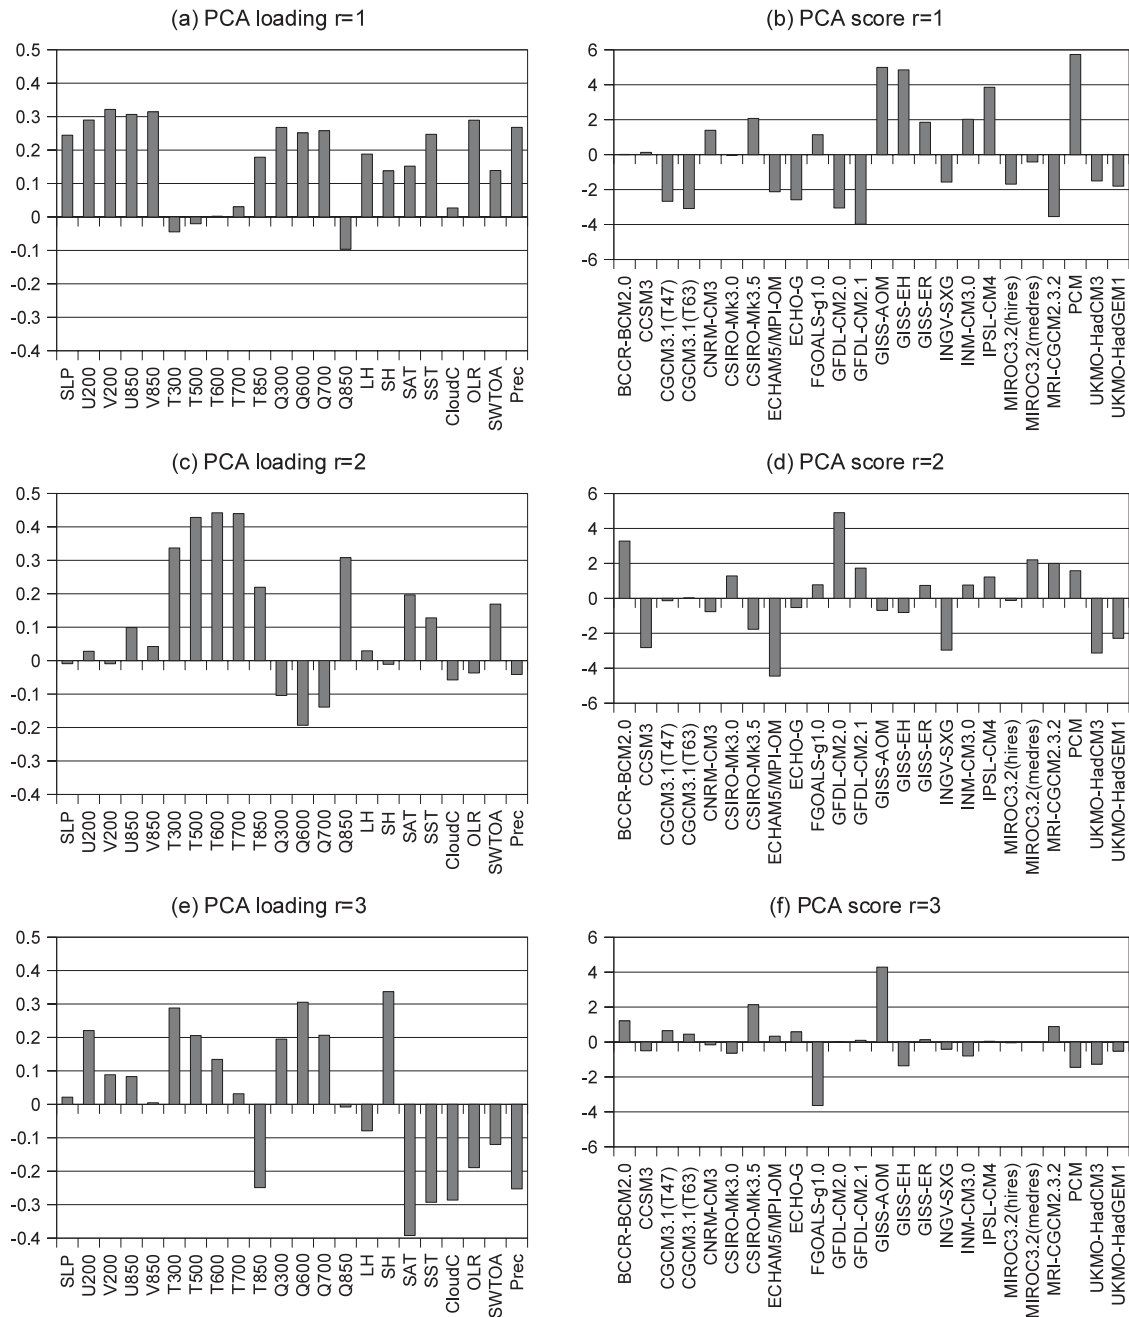 (a) PCA loading r=1
0.5
0.4
0.3
0.2
0.1
0
-0.1
-0.2
-0.3
-0.4
SLP
U200
V200
U850
V850
T300
T500
T600
T700
T850
Q300
Q600
Q700
Q850
LH
SH
SAT
SST
CloudC
OLR
SWTOA
Prec
(b) PCA score r=1
6
4
2
0
-2
-4
-6
BCCR-BCM2.0
CCSM3
CGCM3.1(T47)
CGCM3.1(T63)
CNRM-CM3
CSIRO-Mk3.0
CSIRO-Mk3.5
ECHAM5/MPI-OM
ECHO-G
FGOALS-g1.0
GFDL-CM2.0
GFDL-CM2.1
GISS-AOM
GISS-EH
GISS-ER
INGV-SXG
INM-CM3.0
IPSL-CM4
MIROC3.2(hires)
MIROC3.2(medres)
MRI-CGCM2.3.2
PCM
UKMO-HadCM3
UKMO-HadGEM1
(c) PCA loading r=2
0.5
0.4
0.3
0.2
0.1
0
-0.1
-0.2
-0.3
-0.4
SLP
U200
V200
U850
V850
T300
T500
T600
T700
T850
Q300
Q600
Q700
Q850
LH
SH
SAT
SST
CloudC
OLR
SWTOA
Prec
(d) PCA score r=2
6
4
2
0
-2
-4
-6
BCCR-BCM2.0
CCSM3
CGCM3.1(T47)
CGCM3.1(T63)
CNRM-CM3
CSIRO-Mk3.0
CSIRO-Mk3.5
ECHAM5/MPI-OM
ECHO-G
FGOALS-g1.0
GFDL-CM2.0
GFDL-CM2.1
GISS-AOM
GISS-EH
GISS-ER
INGV-SXG
INM-CM3.0
IPSL-CM4
MIROC3.2(hires)
MIROC3.2(medres)
MRI-CGCM2.3.2
PCM
UKMO-HadCM3
UKMO-HadGEM1
(e) PCA loading r=3
0.5
0.4
0.3
0.2
0.1
0
-0.1
-0.2
-0.3
-0.4
SLP
U200
V200
U850
V850
T300
T500
T600
T700
T850
Q300
Q600
Q700
Q850
LH
SH
SAT
SST
CloudC
OLR
SWTOA
Prec
(f) PCA score r=3
6
4
2
0
-2
-4
-6
BCCR-BCM2.0
CCSM3
CGCM3.1(T47)
CGCM3.1(T63)
CNRM-CM3
CSIRO-Mk3.0
CSIRO-Mk3.5
ECHAM5/MPI-OM
ECHO-G
FGOALS-g1.0
GFDL-CM2.0
GFDL-CM2.1
GISS-AOM
GISS-EH
GISS-ER
INGV-SXG
INM-CM3.0
IPSL-CM4
MIROC3.2(hires)
MIROC3.2(medres)
MRI-CGCM2.3.2
PCM
UKMO-HadCM3
UKMO-HadGEM1